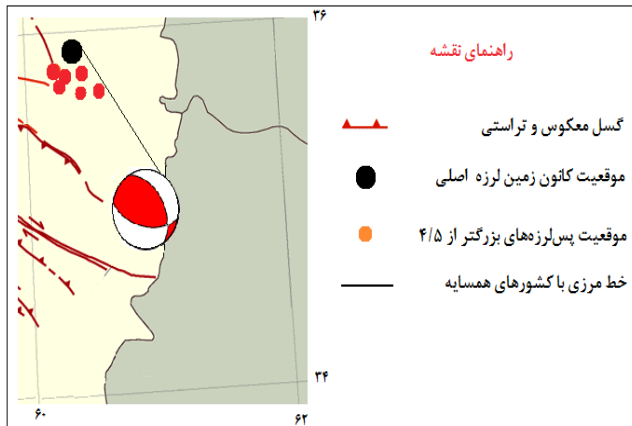 ۳۶
راهنمای نقشه
گسل معکوس و تراستی
موقعیت کانون زمین لرزه اصلی
موقعیت پس‌لرزه‌های بزرگتر از ۴/۵
خط مرزی با کشورهای همسایه
۳۴
۶۰
۶۲